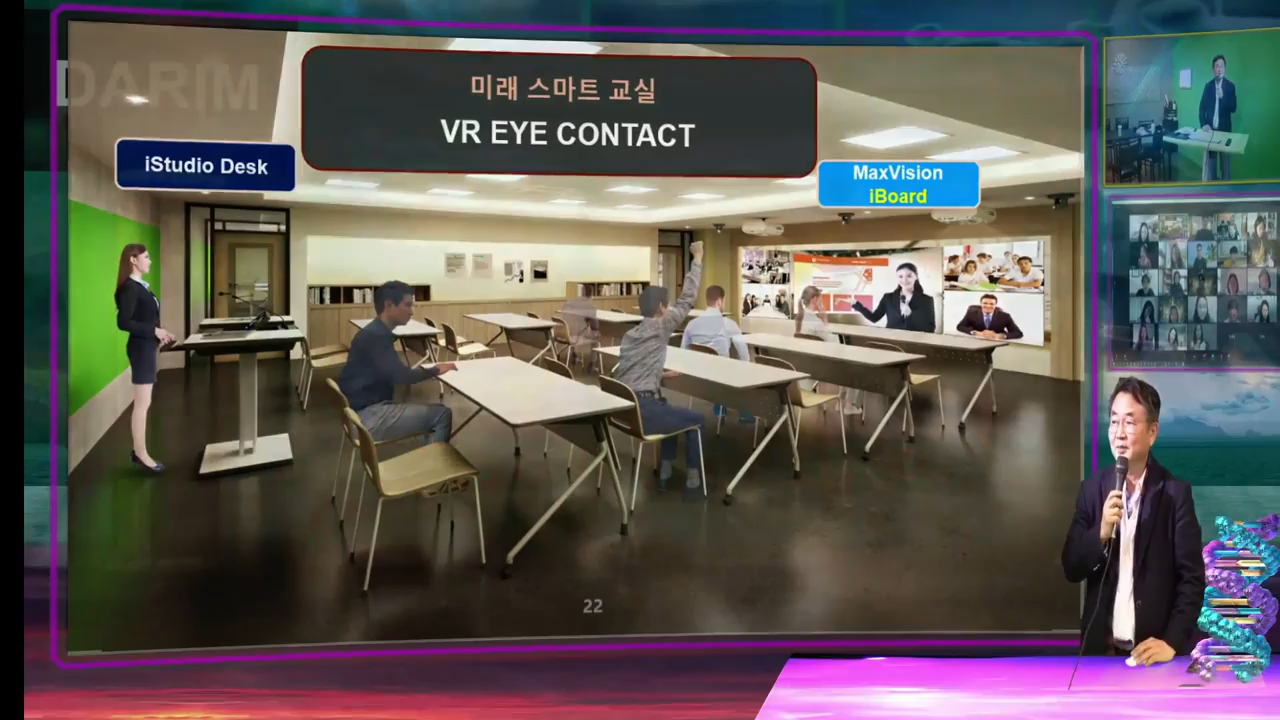 DARIM
미래 스마트 교실
VR EYE CONTACT
iStudio Desk
MaxVision
iBoard
22